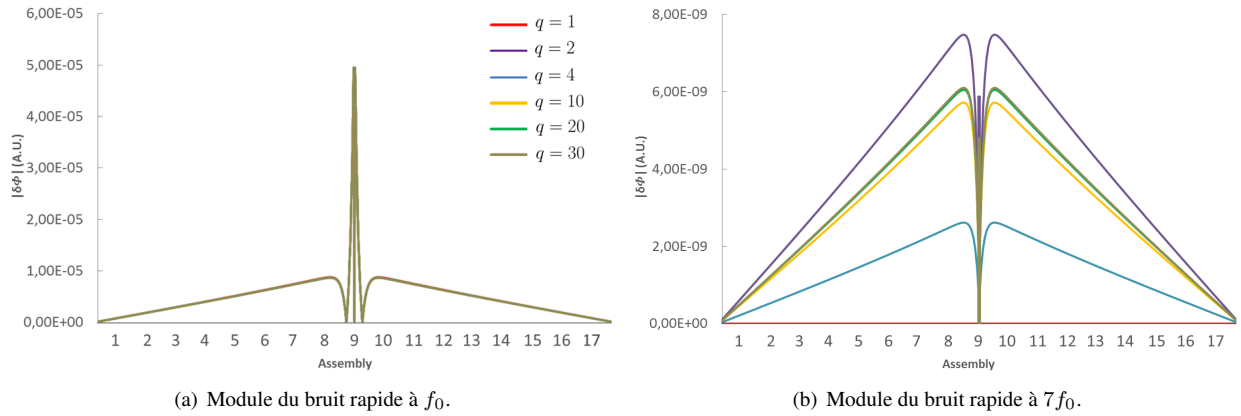 6,00E-05
5,00E-05
4,00E-05
3,00E-05
2,00E-05
1,00E-05
0,00E+00
|δΦ| (A.U.)
1 2 3 4 5 6 7 8 9 10 11 12 13 14 15 16 17
Assembly
q = 1
q = 2
q = 4
q = 10
q = 20
q = 30
(a) Module du bruit rapide à f₀.
8,00E-09
6,00E-09
4,00E-09
2,00E-09
0,00E+00
|δΦ| (A.U.)
1 2 3 4 5 6 7 8 9 10 11 12 13 14 15 16 17
Assembly
(b) Module du bruit rapide à 7f₀.